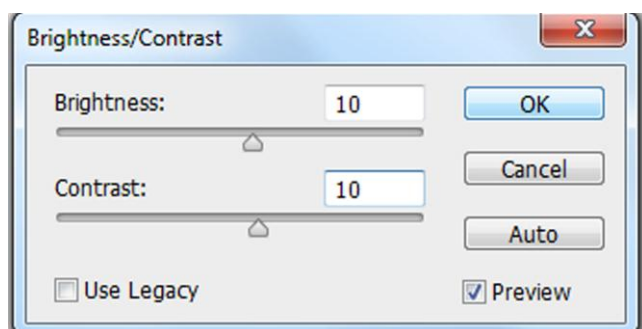 Brightness/Contrast
Brightness: 10
OK
Contrast: 10
Cancel
Auto
Use Legacy
Preview